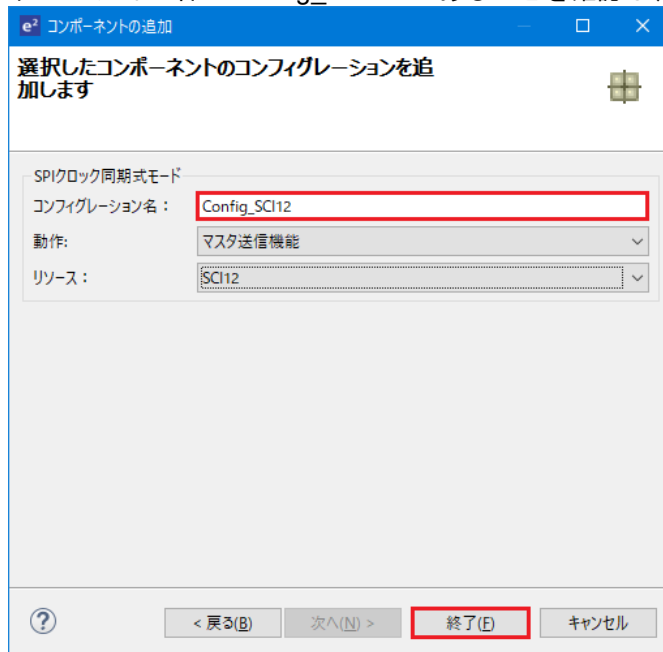 e² コンポーネントの追加
選択したコンポーネントのコンフィグレーションを追
加します
SPIクロック同期式モード
コンフィグレーション名： Config_SCI12
動作: マスタ送信機能
リソース： SCI12
< 戻る(B) 次へ(N) > 終了(F) キャンセル